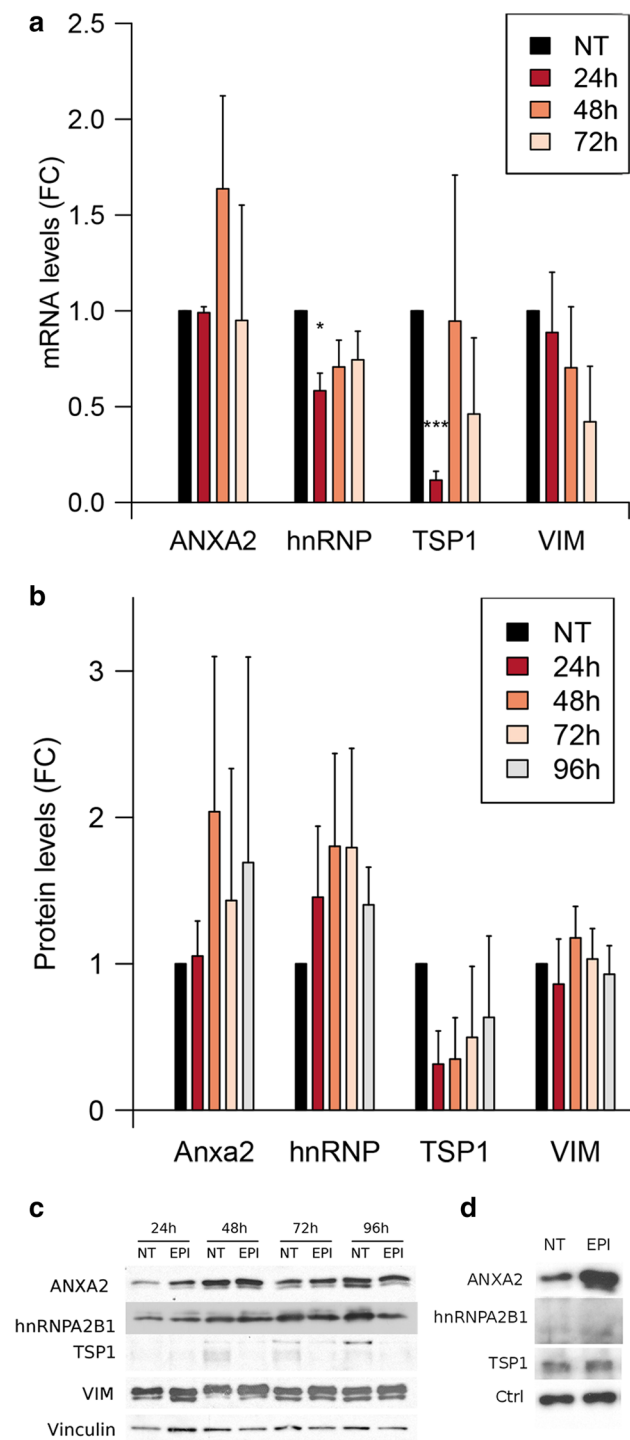 a
NT
24h
48h
72h
mRNA levels (FC)
2.5
2.0
1.5
1.0
0.5
0.0
*
***
ANXA2 hnRNP TSP1 VIM
b
NT
24h
48h
72h
96h
Protein levels (FC)
3
2
1
0
Anxa2 hnRNP TSP1 VIM
c
24h 48h 72h 96h
NT EPI NT EPI NT EPI NT EPI
ANXA2
hnRNPA2B1
TSP1
VIM
Vinculin
d
NT EPI
ANXA2
hnRNPA2B1
TSP1
Ctrl